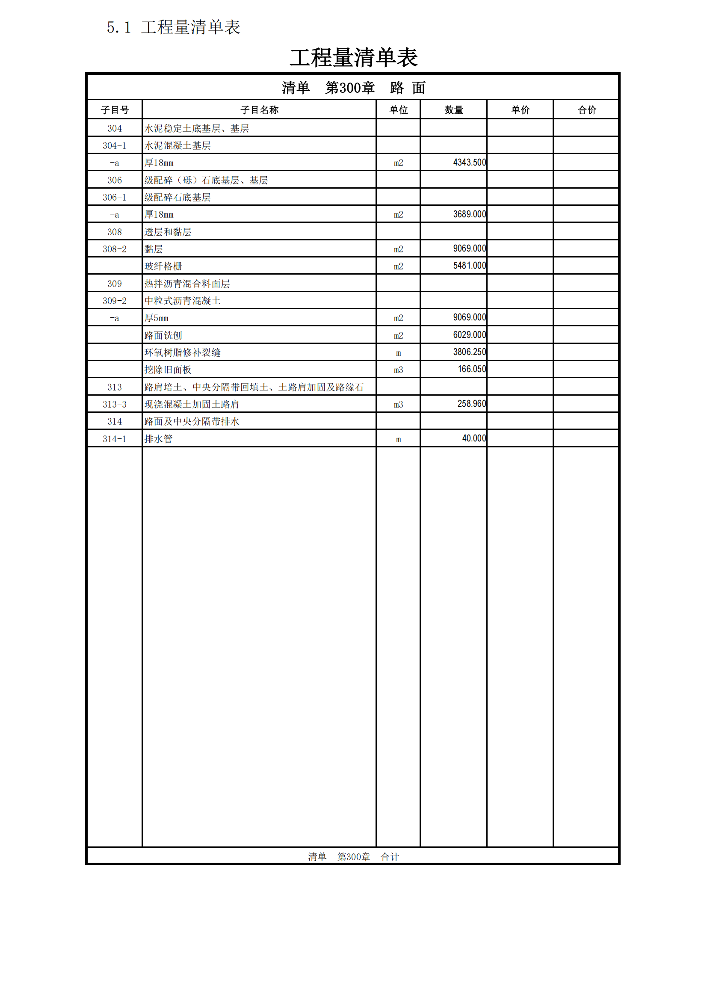 5.1 工程量清单表
工程量清单表
清单 第300章 路 面
子目号 子目名称 单位 数量 单价 合价
304 水泥稳定土底基层、基层
304-1 水泥混凝土基层
-a 厚18mm m2 4343.500
306 级配碎（砾）石底基层、基层
306-1 级配碎石底基层
-a 厚18mm m2 3689.000
308 透层和黏层
308-2 黏层 m2 9069.000
玻纤格栅 m2 5481.000
309 热拌沥青混合料面层
309-2 中粒式沥青混凝土
-a 厚5mm m2 9069.000
路面铣刨 m2 6029.000
环氧树脂修补裂缝 m 3806.250
挖除旧面板 m3 166.050
313 路肩培土、中央分隔带回填土、土路肩加固及路缘石
313-3 现浇混凝土加固土路肩 m3 258.960
314 路面及中央分隔带排水
314-1 排水管 m 40.000
清单 第300章 合计